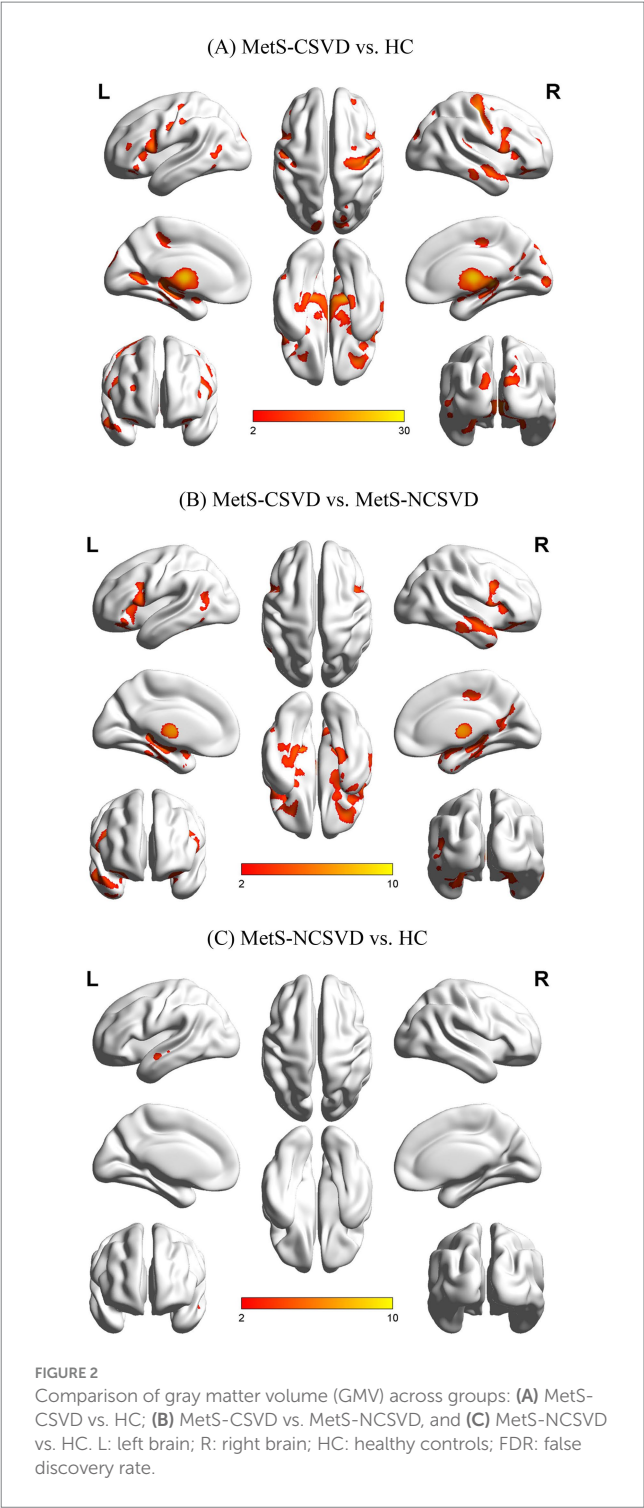 (A) MetS-CSVD vs. HC
L
R
2
30
(B) MetS-CSVD vs. MetS-NCSVD
L
R
2
10
(C) MetS-NCSVD vs. HC
L
R
2
10
FIGURE 2
Comparison of gray matter volume (GMV) across groups: (A) MetS-
CSVD vs. HC; (B) MetS-CSVD vs. MetS-NCSVD, and (C) MetS-NCSVD
vs. HC. L: left brain; R: right brain; HC: healthy controls; FDR: false
discovery rate.